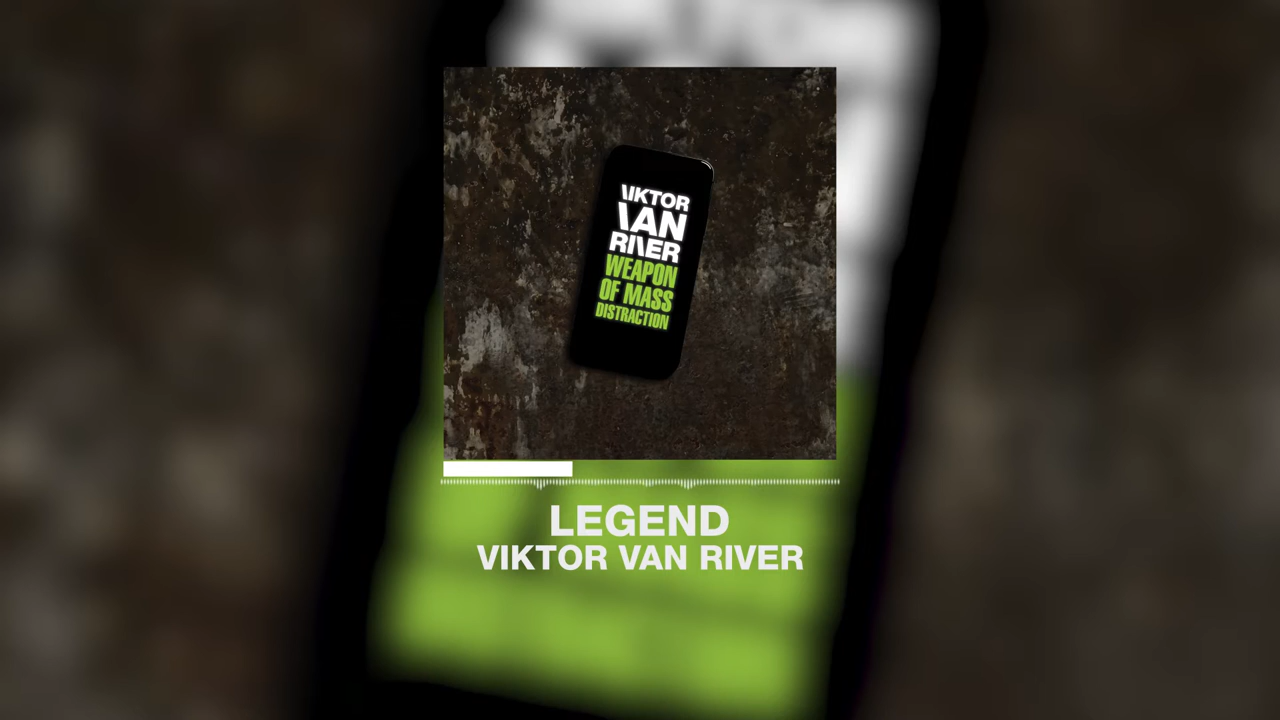 VIKTOR
VAN
RIVER
WEAPON
OF MASS
DISTRACTION
LEGEND
VIKTOR VAN RIVER